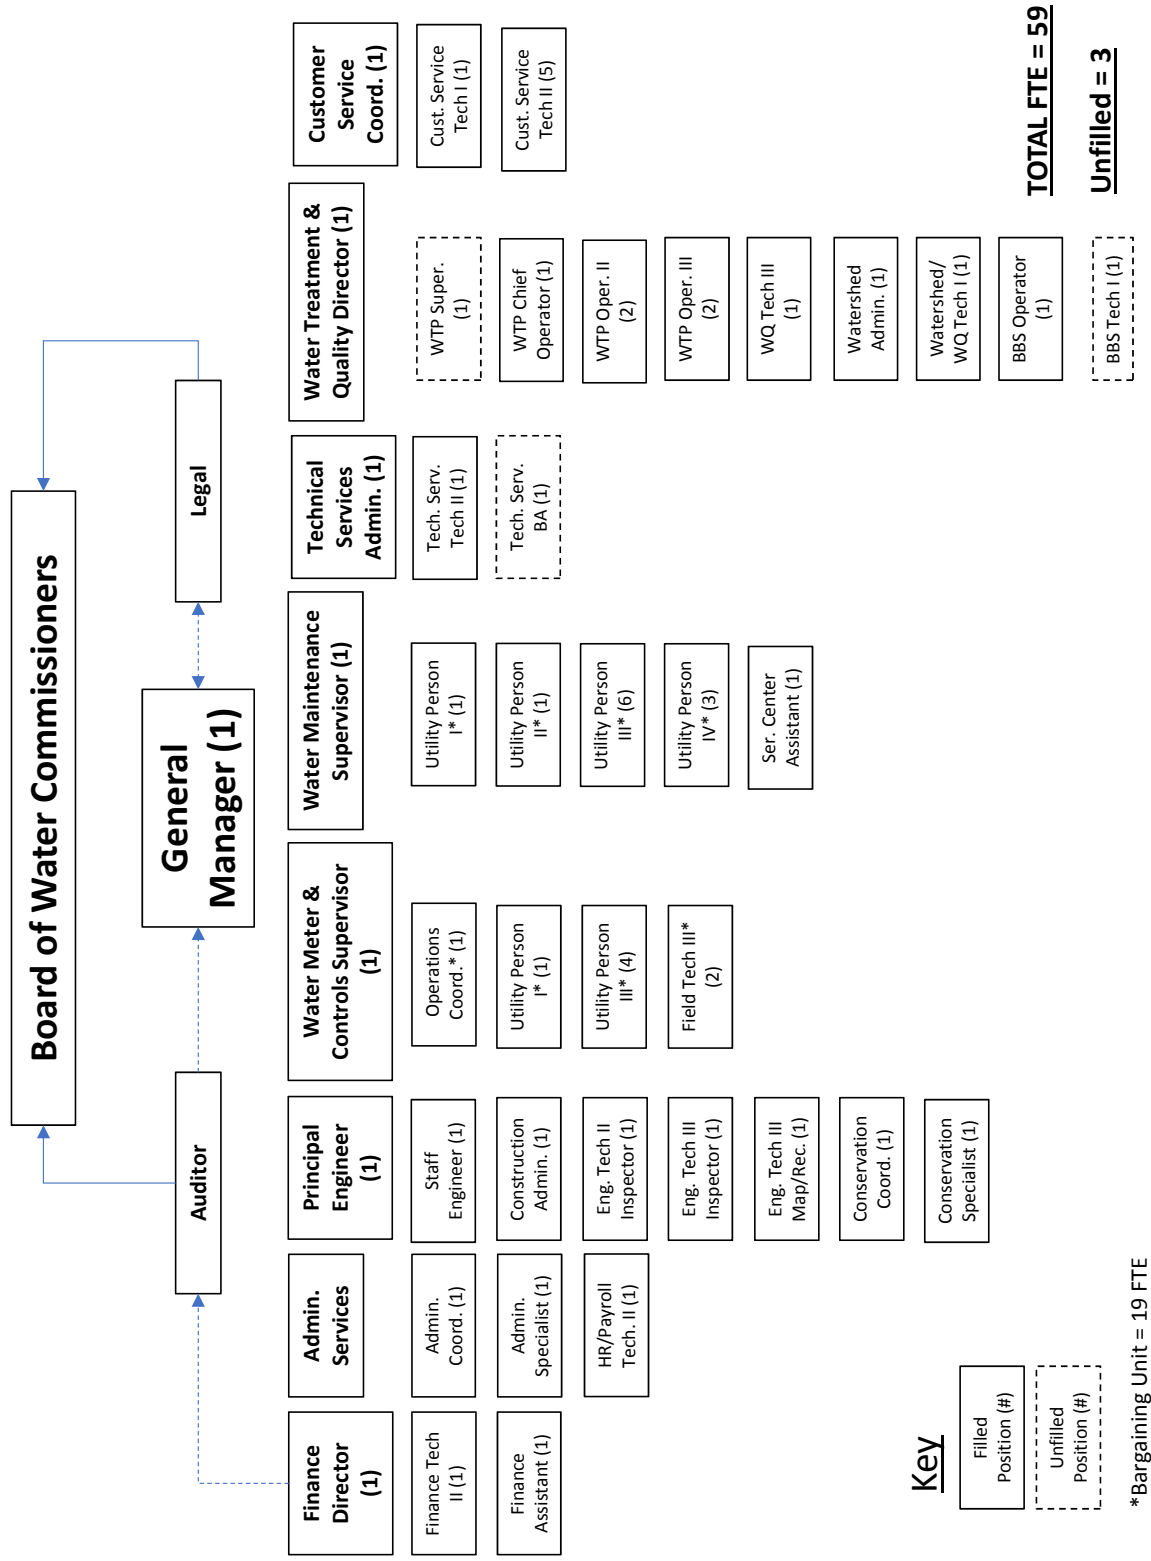 Board of Water Commissioners
General
Manager (1)
Auditor
Legal
Finance
Director
(1)
Finance Tech
II (1)
Finance
Assistant (1)
Admin.
Services
Admin.
Coord. (1)
Admin.
Specialist (1)
HR/Payroll
Tech. II (1)
Principal
Engineer
(1)
Staff
Engineer (1)
Construction
Admin. (1)
Eng. Tech II
Inspector (1)
Eng. Tech III
Inspector (1)
Eng. Tech III
Map/Rec. (1)
Conservation
Coord. (1)
Conservation
Specialist (1)
Water Meter &
Controls Supervisor
(1)
Operations
Coord.* (1)
Utility Person
I* (1)
Utility Person
III* (4)
Field Tech III*
(2)
Water Maintenance
Supervisor (1)
Utility Person
I* (1)
Utility Person
II* (1)
Utility Person
III* (6)
Utility Person
IV* (3)
Ser. Center
Assistant (1)
Technical
Services
Admin. (1)
Tech. Serv.
Tech II (1)
Tech. Serv.
BA (1)
Water Treatment &
Quality Director (1)
WTP Super.
(1)
WTP Chief
Operator (1)
WTP Oper. II
(2)
WTP Oper. III
(2)
WQ Tech III
(1)
Watershed
Admin. (1)
Watershed/
WQ Tech I (1)
BBS Operator
(1)
BBS Tech I (1)
Customer
Service
Coord. (1)
Cust. Service
Tech I (1)
Cust. Service
Tech II (5)
Key
Filled
Position (#)
Unfilled
Position (#)
*Bargaining Unit = 19 FTE
TOTAL FTE = 59
Unfilled = 3